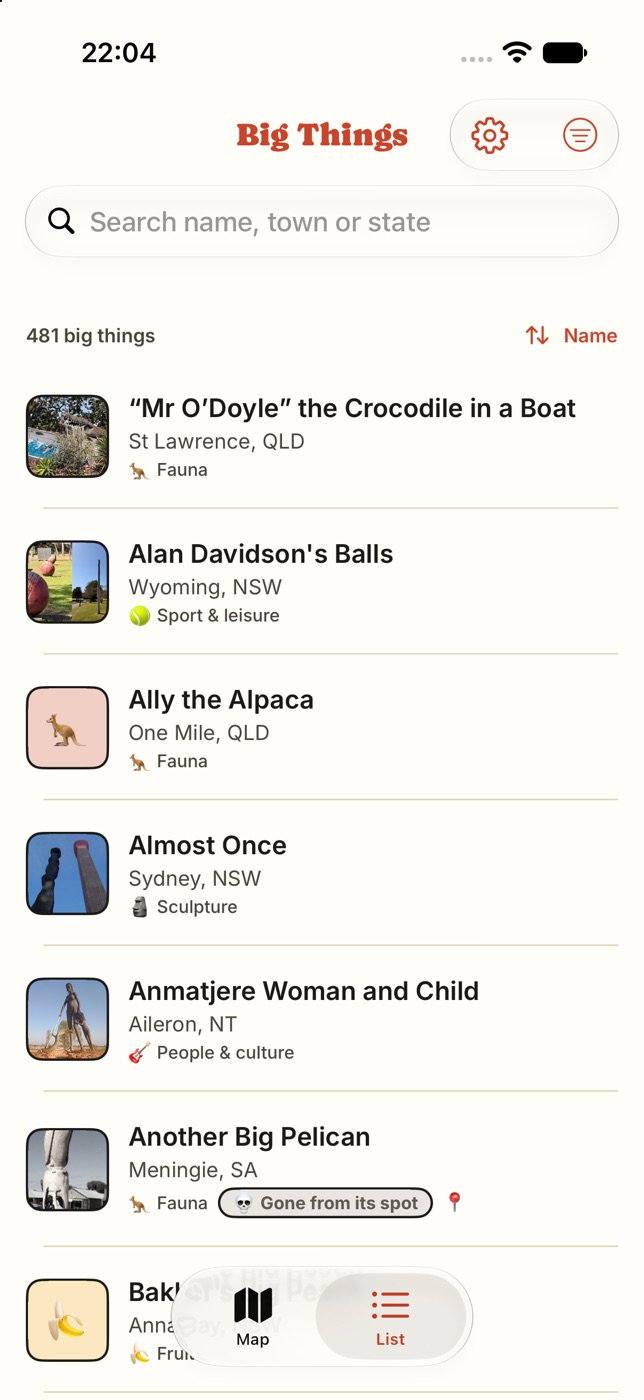 22:04
Big Things
Search name, town or state
481 big things
Name
“Mr O’Doyle” the Crocodile in a Boat
St Lawrence, QLD
Fauna
Alan Davidson's Balls
Wyoming, NSW
Sport & leisure
Ally the Alpaca
One Mile, QLD
Fauna
Almost Once
Sydney, NSW
Sculpture
Anmatjere Woman and Child
Aileron, NT
People & culture
Another Big Pelican
Meningie, SA
Fauna Gone from its spot
Map
List